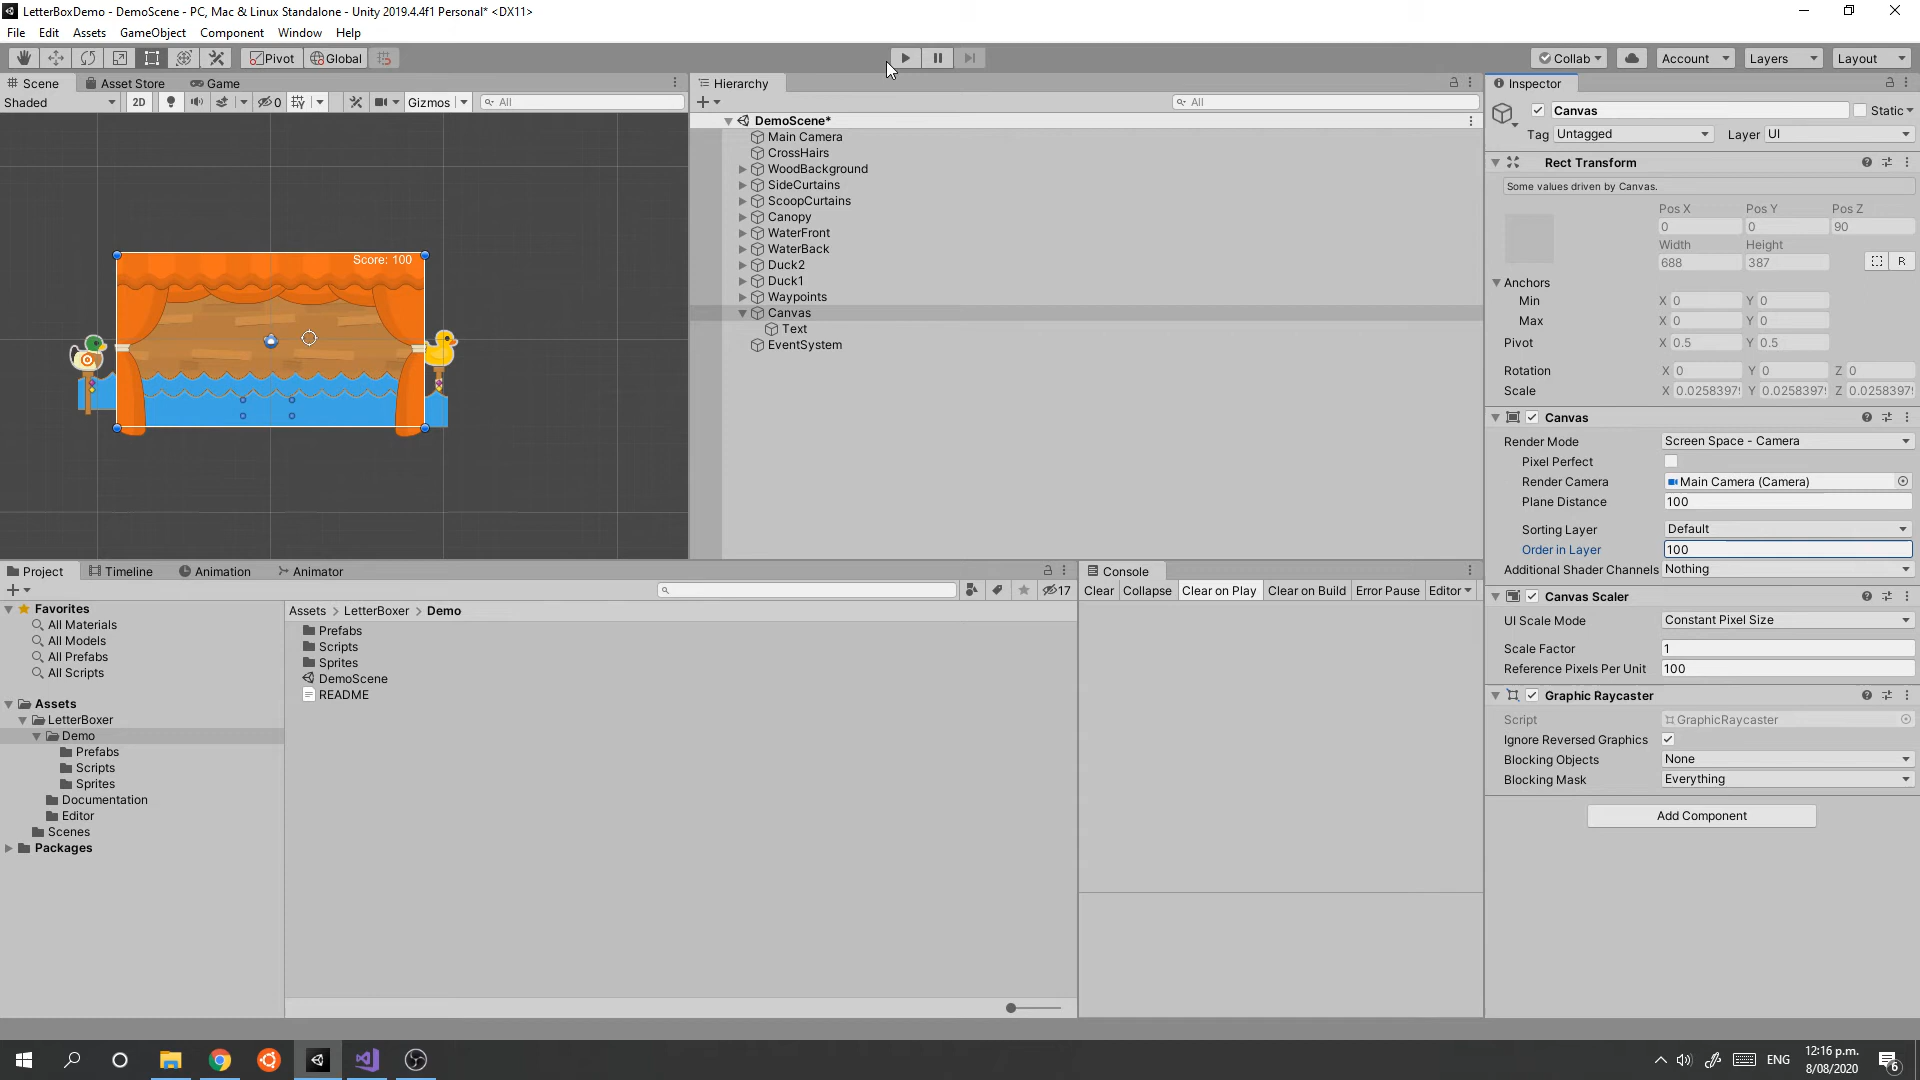 LetterBoxDemo - DemoScene - PC, Mac & Linux Standalone - Unity 2019.4.4f1 Personal* <DX11>
File Edit Assets GameObject Component Window Help
Pivot Global
Collab Account Layers Layout
Scene Asset Store Game
Shaded 2D 0 Gizmos All
Score: 100
Hierarchy
All
DemoScene*
Main Camera
CrossHairs
WoodBackground
SideCurtains
ScoopCurtains
Canopy
WaterFront
WaterBack
Duck2
Duck1
Waypoints
Canvas
Text
EventSystem
Inspector
Canvas Static
Tag Untagged Layer UI
Rect Transform
Some values driven by Canvas.
Pos X Pos Y Pos Z
0 0 90
Width Height
688 387
R
Anchors
Min X 0 Y 0
Max X 0 Y 0
Pivot X 0.5 Y 0.5
Rotation X 0 Y 0 Z 0
Scale X 0.0258397 Y 0.0258397 Z 0.0258397
Canvas
Render Mode Screen Space - Camera
Pixel Perfect
Render Camera Main Camera (Camera)
Plane Distance 100
Sorting Layer Default
Order in Layer 100
Additional Shader Channels Nothing
Canvas Scaler
UI Scale Mode Constant Pixel Size
Scale Factor 1
Reference Pixels Per Unit 100
Graphic Raycaster
Script GraphicRaycaster
Ignore Reversed Graphics
Blocking Objects None
Blocking Mask Everything
Add Component
Project Timeline Animation Animator
17
Favorites
All Materials
All Models
All Prefabs
All Scripts
Assets
LetterBoxer
Demo
Prefabs
Scripts
Sprites
Documentation
Editor
Scenes
Packages
Assets > LetterBoxer > Demo
Prefabs
Scripts
Sprites
DemoScene
README
Console
Clear Collapse Clear on Play Clear on Build Error Pause Editor
ENG
12:16 p.m.
8/08/2020
6